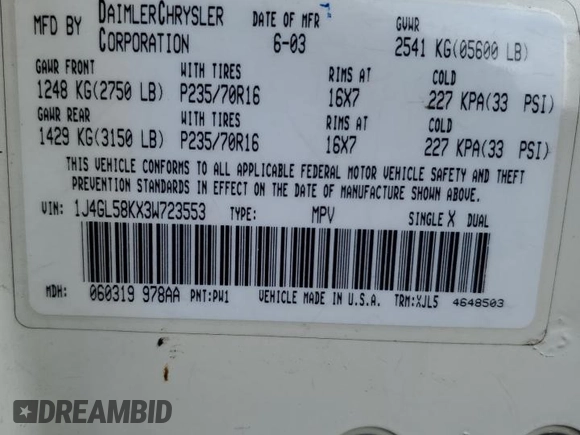 MFD BY DAIMLERCHRYSLER CORPORATION DATE OF MFR 6-03 GVWR 2541 KG(05600 LB)
GAWR FRONT WITH TIRES RIMS AT COLD
1248 KG(2750 LB) P235/70R16 16X7 227 KPA(33 PSI)
GAWR REAR WITH TIRES RIMS AT COLD
1429 KG(3150 LB) P235/70R16 16X7 227 KPA(33 PSI)
THIS VEHICLE CONFORMS TO ALL APPLICABLE FEDERAL MOTOR VEHICLE SAFETY AND THEFT
PREVENTION STANDARDS IN EFFECT ON THE DATE OF MANUFACTURE SHOWN ABOVE.
VIN: 1J4GL58KX3W723553 TYPE: MPV SINGLE X DUAL
MDH: 060319 978AA PNT:PW1 VEHICLE MADE IN U.S.A. TRM:XJL5 4648503
DREAMBID